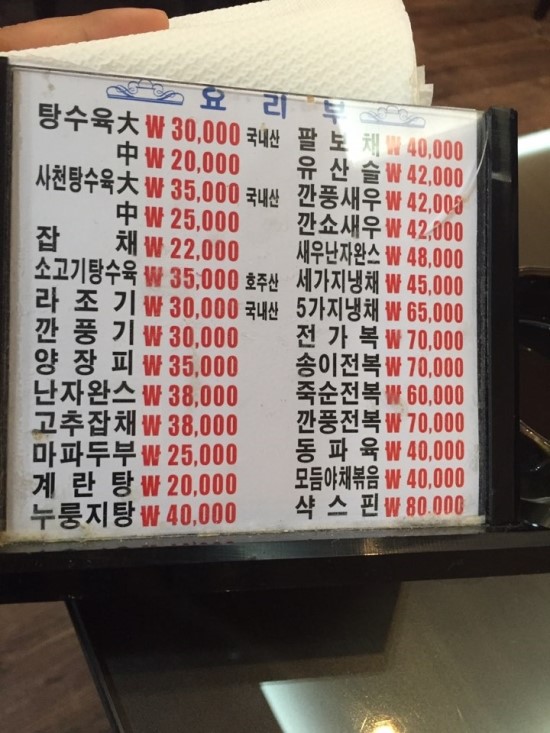 요 리 부
탕수육大 ₩ 30,000 국내산
中 ₩ 20,000
사천탕수육大 ₩ 35,000 국내산
中 ₩ 25,000
잡 채 ₩ 22,000
소고기탕수육 ₩ 35,000 호주산
라 조 기 ₩ 30,000 국내산
깐 풍 기 ₩ 30,000
양 장 피 ₩ 35,000
난자완스 ₩ 38,000
고추잡채 ₩ 38,000
마파두부 ₩ 25,000
계 란 탕 ₩ 20,000
누룽지탕 ₩ 40,000
팔 보 채 ₩ 40,000
유 산 슬 ₩ 42,000
깐풍새우 ₩ 42,000
깐쇼새우 ₩ 42,000
새우난자완스 ₩ 48,000
세가지냉채 ₩ 45,000
5가지냉채 ₩ 65,000
전 가 복 ₩ 70,000
송이전복 ₩ 70,000
죽순전복 ₩ 60,000
깐풍전복 ₩ 70,000
동 파 육 ₩ 40,000
모듬야채볶음 ₩ 40,000
샥 스 핀 ₩ 80,000